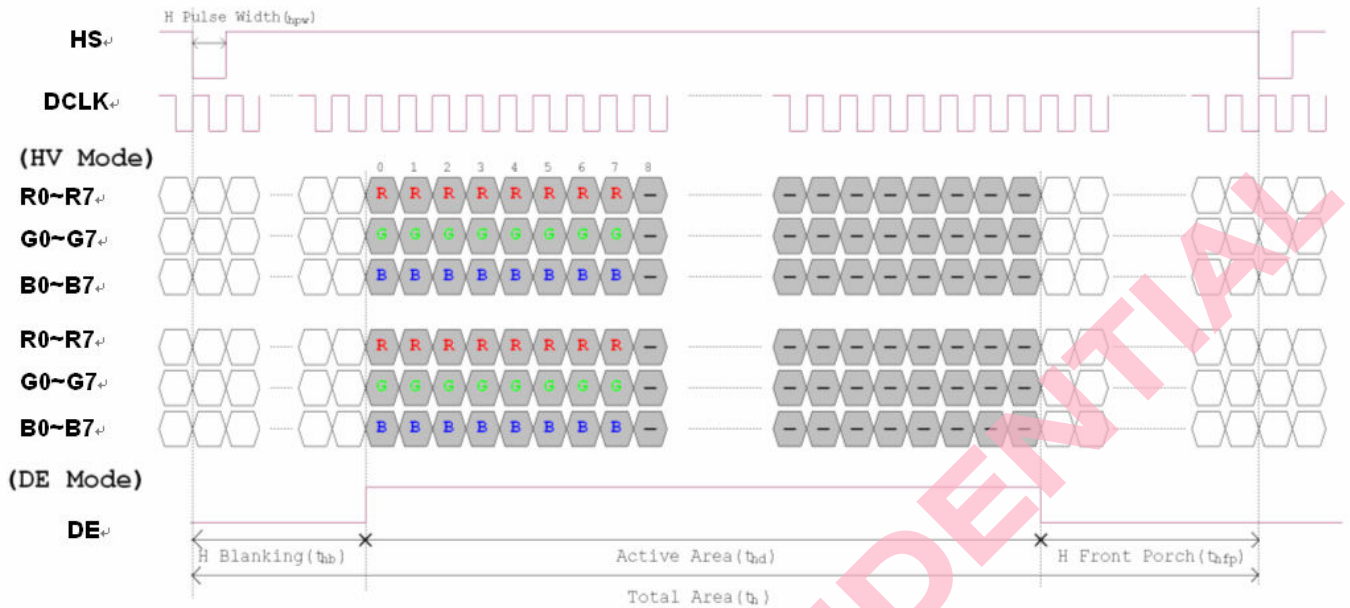 H Pulse Width(thpw)
HS
DCLK
(HV Mode)
0 1 2 3 4 5 6 7 8
R0~R7 R R R R R R R R - - - - - - - - -
G0~G7 G G G G G G G G - - - - - - - - -
B0~B7 B B B B B B B B - - - - - - - - -
R0~R7 R R R R R R R R - - - - - - - - -
G0~G7 G G G G G G G G - - - - - - - - -
B0~B7 B B B B B B B B - - - - - - - - -
(DE Mode)
DE
H Blanking(thb) Active Area(thd) H Front Porch(thfp)
Total Area(th)
NDENTIAL